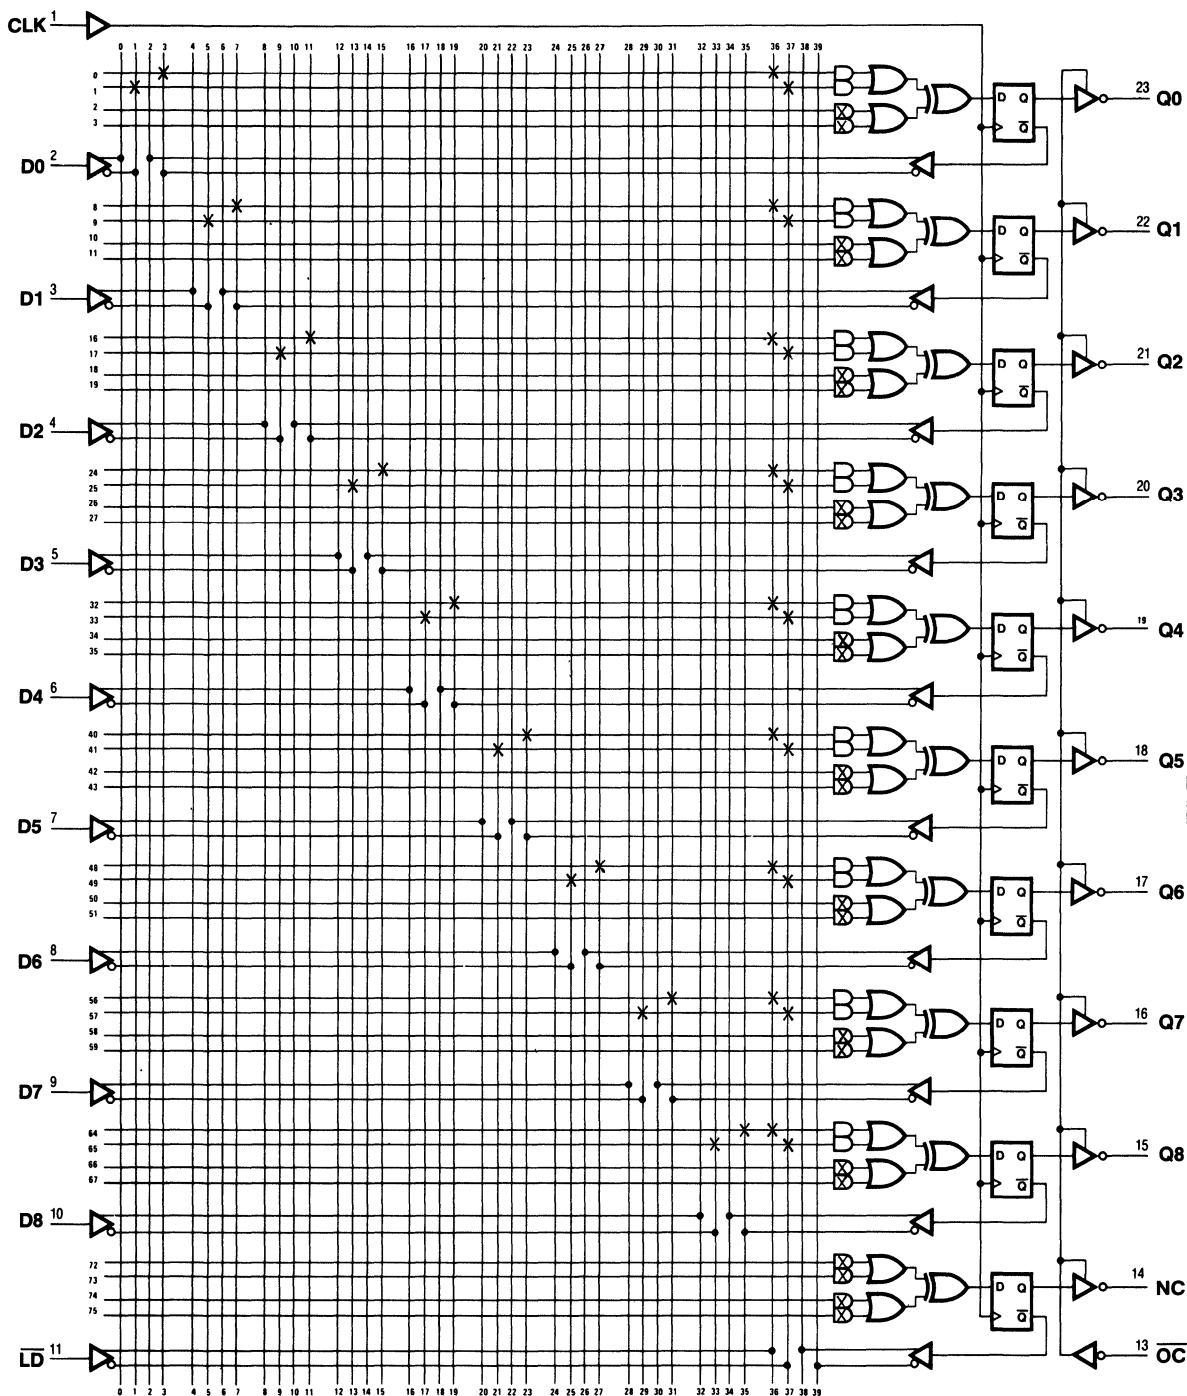 CLK 1
0 1 2 3 4 5 6 7 8 9 10 11 12 13 14 15 16 17 18 19 20 21 22 23 24 25 26 27 28 29 30 31 32 33 34 35 36 37 38 39
0
1
2
3
D Q
Q̅
23 Q0
D0 2
8
9
10
11
D Q
Q̅
22 Q1
D1 3
16
17
18
19
D Q
Q̅
21 Q2
D2 4
24
25
26
27
D Q
Q̅
20 Q3
D3 5
32
33
34
35
D Q
Q̅
19 Q4
D4 6
40
41
42
43
D Q
Q̅
18 Q5
D5 7
48
49
50
51
D Q
Q̅
17 Q6
D6 8
56
57
58
59
D Q
Q̅
16 Q7
D7 9
64
65
66
67
D Q
Q̅
15 Q8
D8 10
72
73
74
75
D Q
Q̅
14 NC
L̅D̅ 11
13 O̅C̅
0 1 2 3 4 5 6 7 8 9 10 11 12 13 14 15 16 17 18 19 20 21 22 23 24 25 26 27 28 29 30 31 32 33 34 35 36 37 38 39